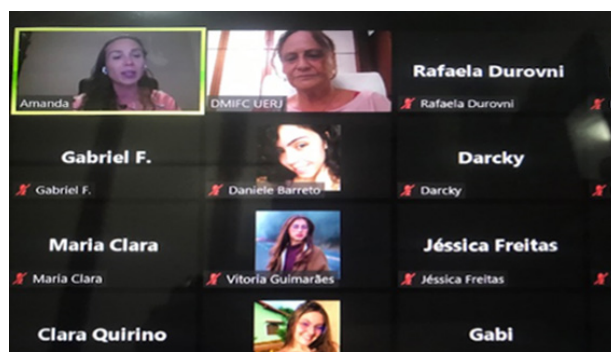 Amanda
DMIFC UERJ
Rafaela Durovni
Rafaela Durovni
Gabriel F.
Gabriel F.
Daniele Barreto
Darcky
Darcky
Maria Clara
Maria Clara
Vitoria Guimarães
Jéssica Freitas
Jéssica Freitas
Clara Quirino
Gabi